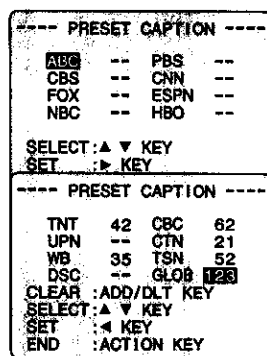 ---- PRESET CAPTION ----
ABC -- PBS --
CBS -- CNN --
FOX -- ESPN --
NBC -- HBO --
SELECT :▲ ▼ KEY
SET :► KEY
---- PRESET CAPTION ----
TNT 42 CBC 62
UPN -- CTN 21
WB 35 TSN 52
DSC -- GLOB 123
CLEAR :ADD/DLT KEY
SELECT :▲ ▼ KEY
SET :◄ KEY
END :ACTION KEY